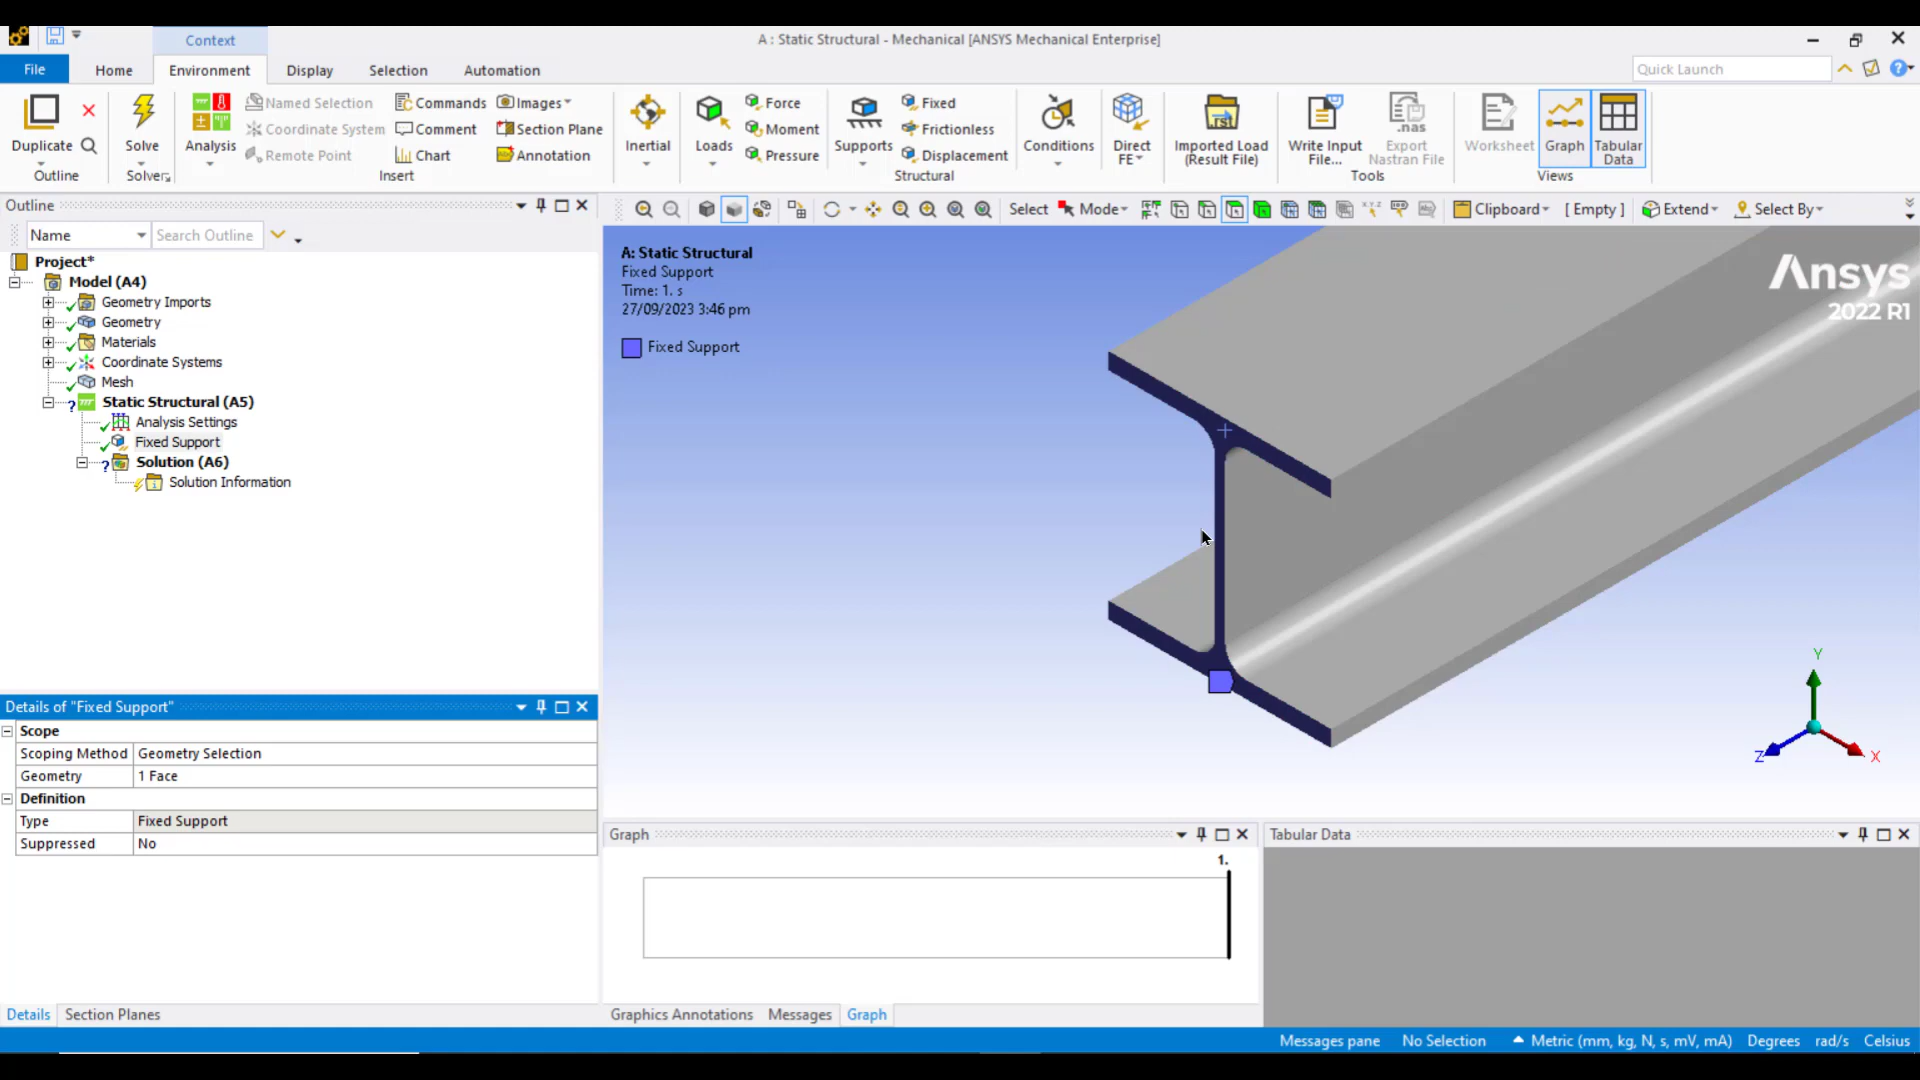 Context
A : Static Structural - Mechanical [ANSYS Mechanical Enterprise]
File
Home
Environment
Display
Selection
Automation
Quick Launch
Duplicate
Outline
Solve
Solvers
Analysis
Named Selection
Coordinate System
Remote Point
Commands
Comment
Chart
Images
Section Plane
Annotation
Insert
Inertial
Loads
Force
Moment
Pressure
Supports
Fixed
Frictionless
Displacement
Structural
Conditions
Direct
FE
Imported Load
(Result File)
Write Input
File...
Export
Nastran File
.nas
Tools
Worksheet
Graph
Tabular
Data
Views
Outline
Name
Search Outline
Select
Mode
Clipboard
[ Empty ]
Extend
Select By
Project*
Model (A4)
Geometry Imports
Geometry
Materials
Coordinate Systems
Mesh
Static Structural (A5)
Analysis Settings
Fixed Support
Solution (A6)
Solution Information
A: Static Structural
Fixed Support
Time: 1. s
27/09/2023 3:46 pm
Fixed Support
Ansys
2022 R1
Y
Z
X
Details of "Fixed Support"
Scope
Scoping Method Geometry Selection
Geometry 1 Face
Definition
Type Fixed Support
Suppressed No
Details
Section Planes
Graph
1.
Tabular Data
Graphics Annotations
Messages
Graph
Messages pane
No Selection
Metric (mm, kg, N, s, mV, mA)
Degrees
rad/s
Celsius